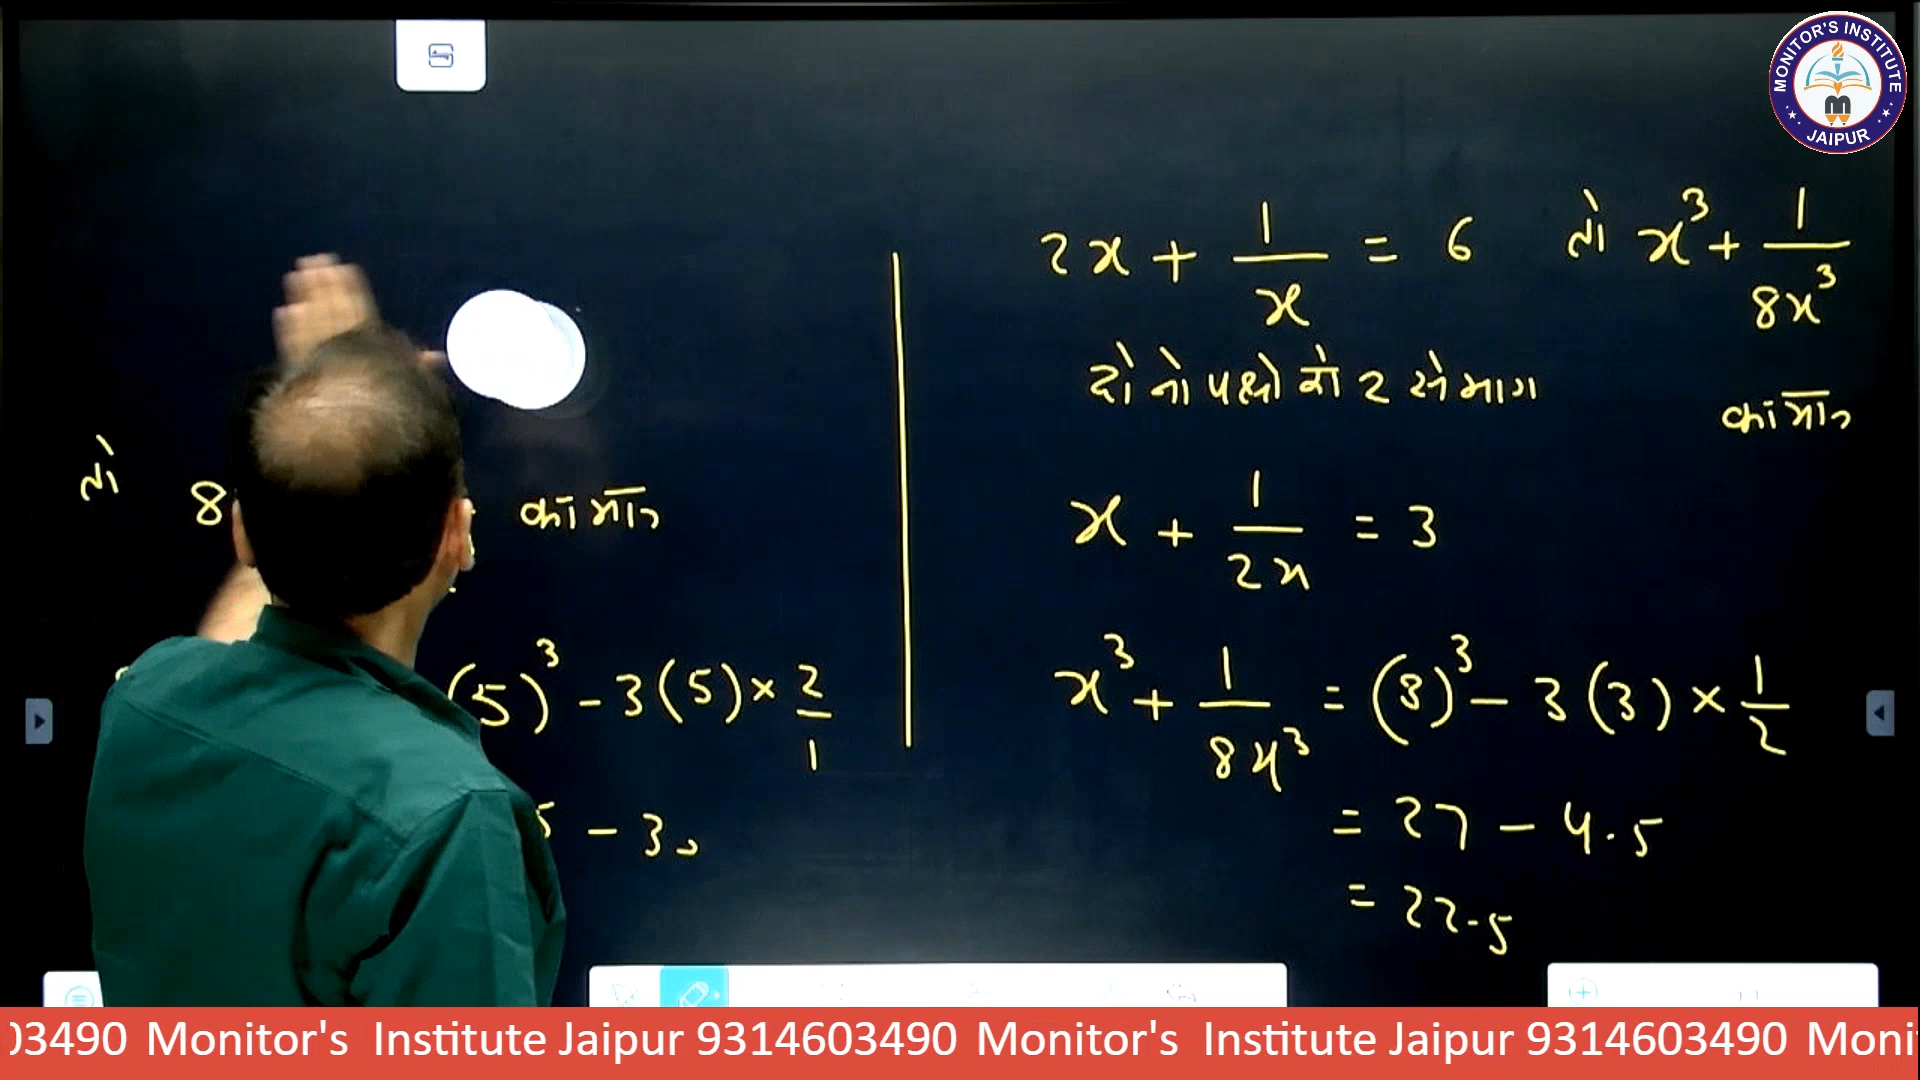 MONITOR'S INSTITUTE
M
JAIPUR
तो 8 का मान
(5)³ - 3(5) × 2/1
5 - 30
2x + 1/x = 6 तो x³ + 1/8x³
दोनो पक्षो को 2 से भाग
का मान
x + 1/2x = 3
x³ + 1/8x³ = (3)³ - 3(3) × 1/2
= 27 - 4.5
= 22.5
03490 Monitor's Institute Jaipur 9314603490 Monitor's Institute Jaipur 9314603490 Moni